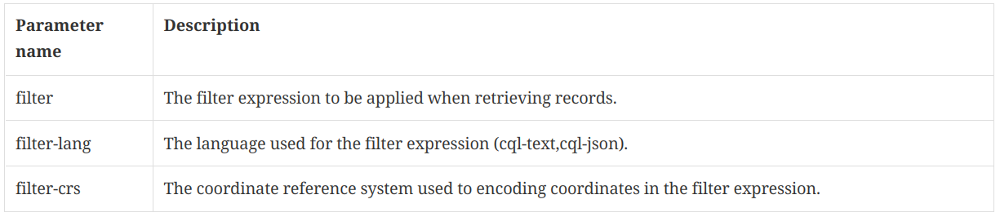 Parameter name
Description
filter
The filter expression to be applied when retrieving records.
filter-lang
The language used for the filter expression (cql-text,cql-json).
filter-crs
The coordinate reference system used to encoding coordinates in the filter expression.